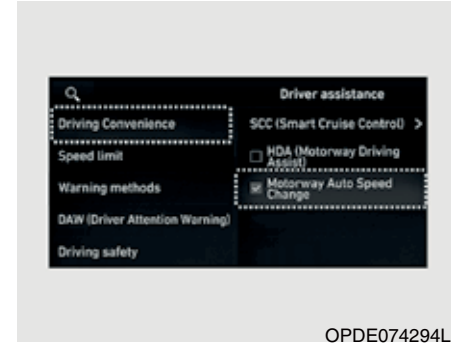 Driver assistance
Driving Convenience
Speed limit
Warning methods
DAW (Driver Attention Warning)
Driving safety
SCC (Smart Cruise Control) >
HDA (Motorway Driving
Assist)
Motorway Auto Speed
Change
OPDE074294L